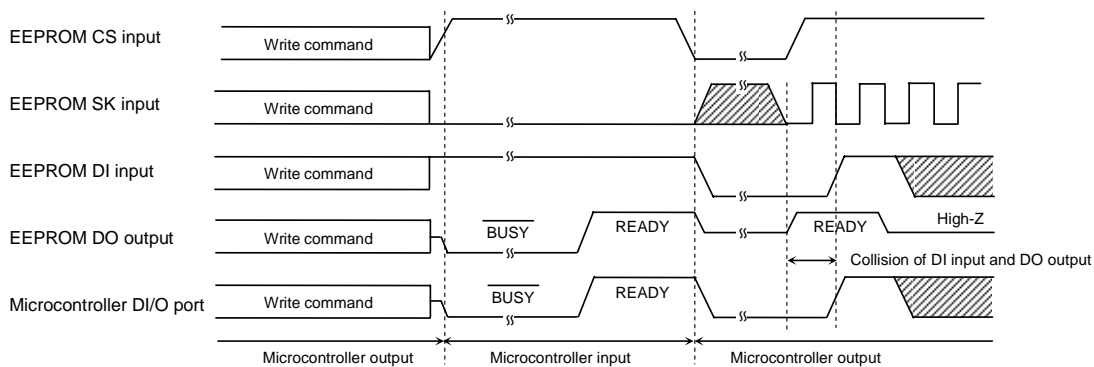 EEPROM CS input
Write command
EEPROM SK input
Write command
EEPROM DI input
Write command
EEPROM DO output
Write command
BUSY
READY
READY
High-Z
Collision of DI input and DO output
Microcontroller DI/O port
Write command
BUSY
READY
Microcontroller output
Microcontroller input
Microcontroller output